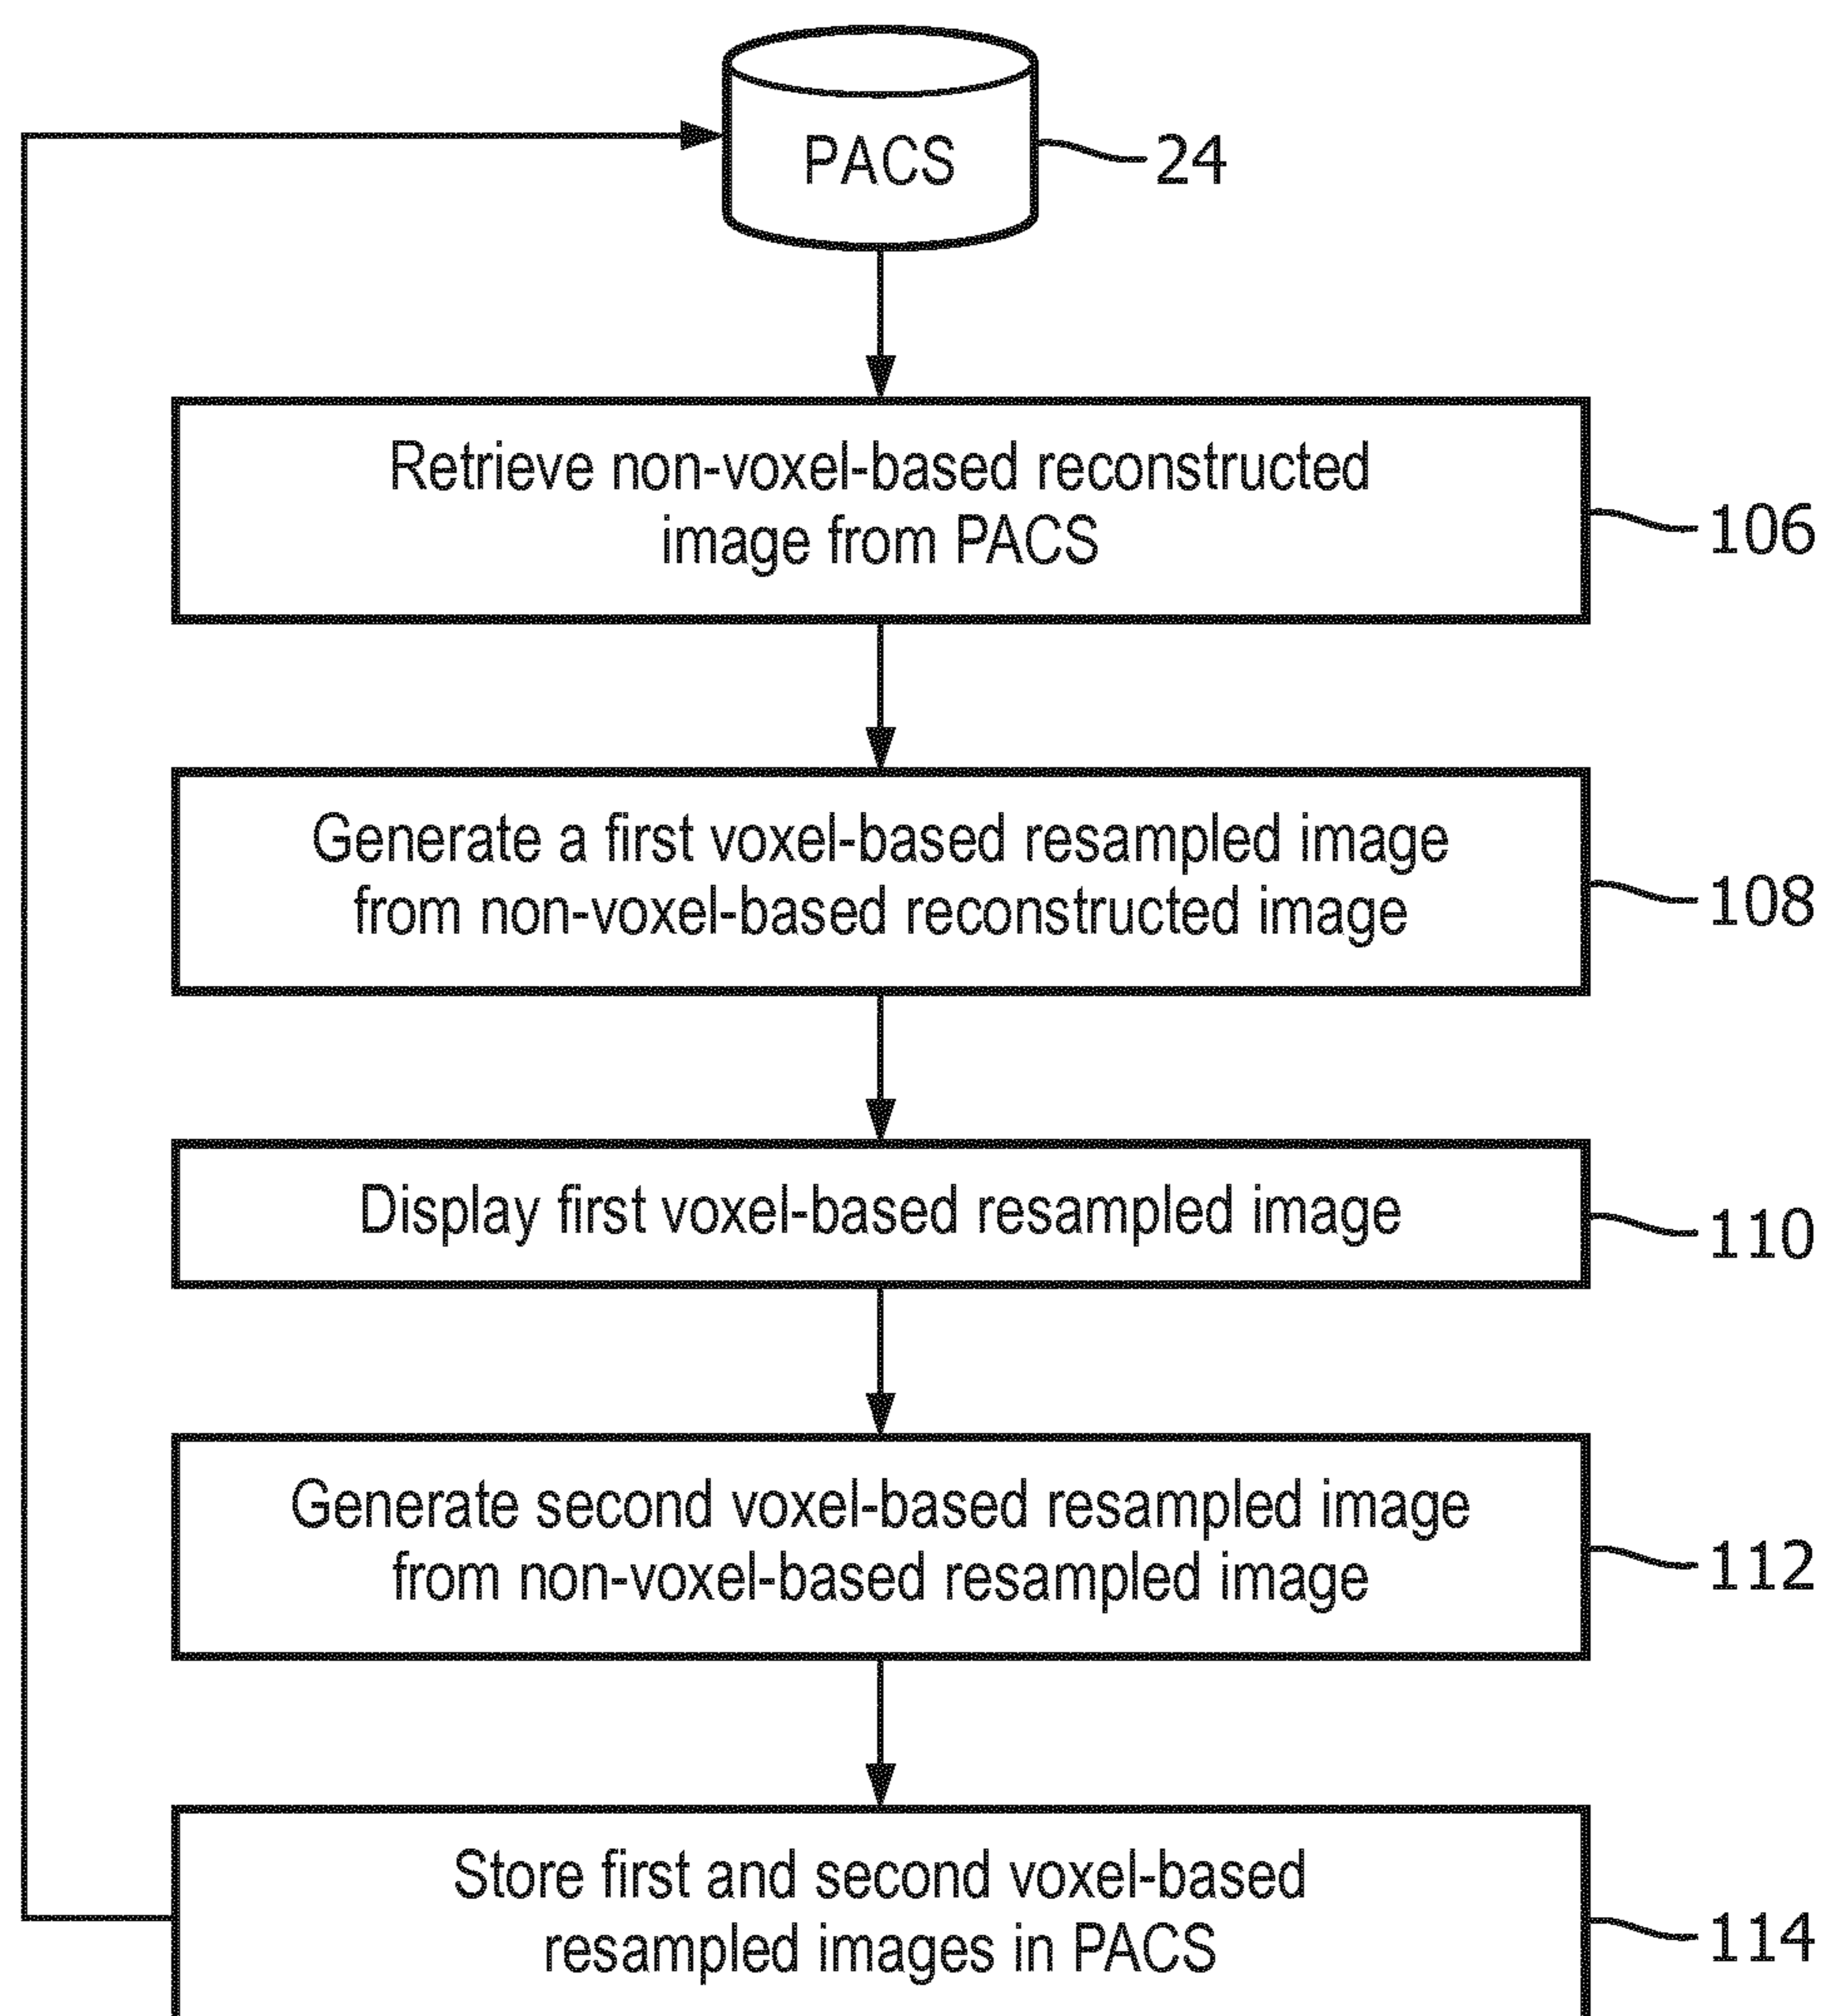 PACS
24
Retrieve non-voxel-based reconstructed
image from PACS
106
Generate a first voxel-based resampled image
from non-voxel-based reconstructed image
108
Display first voxel-based resampled image
110
Generate second voxel-based resampled image
from non-voxel-based resampled image
112
Store first and second voxel-based
resampled images in PACS
114